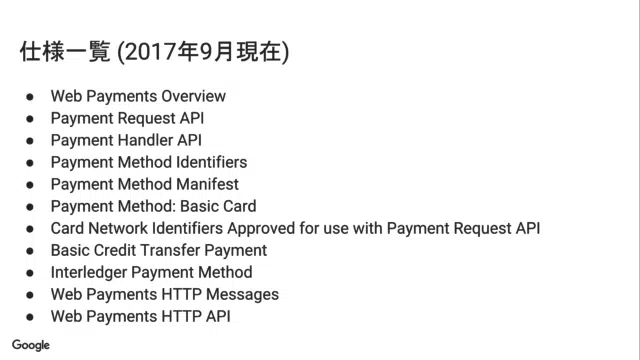 仕様一覧 (2017年9月現在)
● Web Payments Overview
● Payment Request API
● Payment Handler API
● Payment Method Identifiers
● Payment Method Manifest
● Payment Method: Basic Card
● Card Network Identifiers Approved for use with Payment Request API
● Basic Credit Transfer Payment
● Interledger Payment Method
● Web Payments HTTP Messages
● Web Payments HTTP API
Google